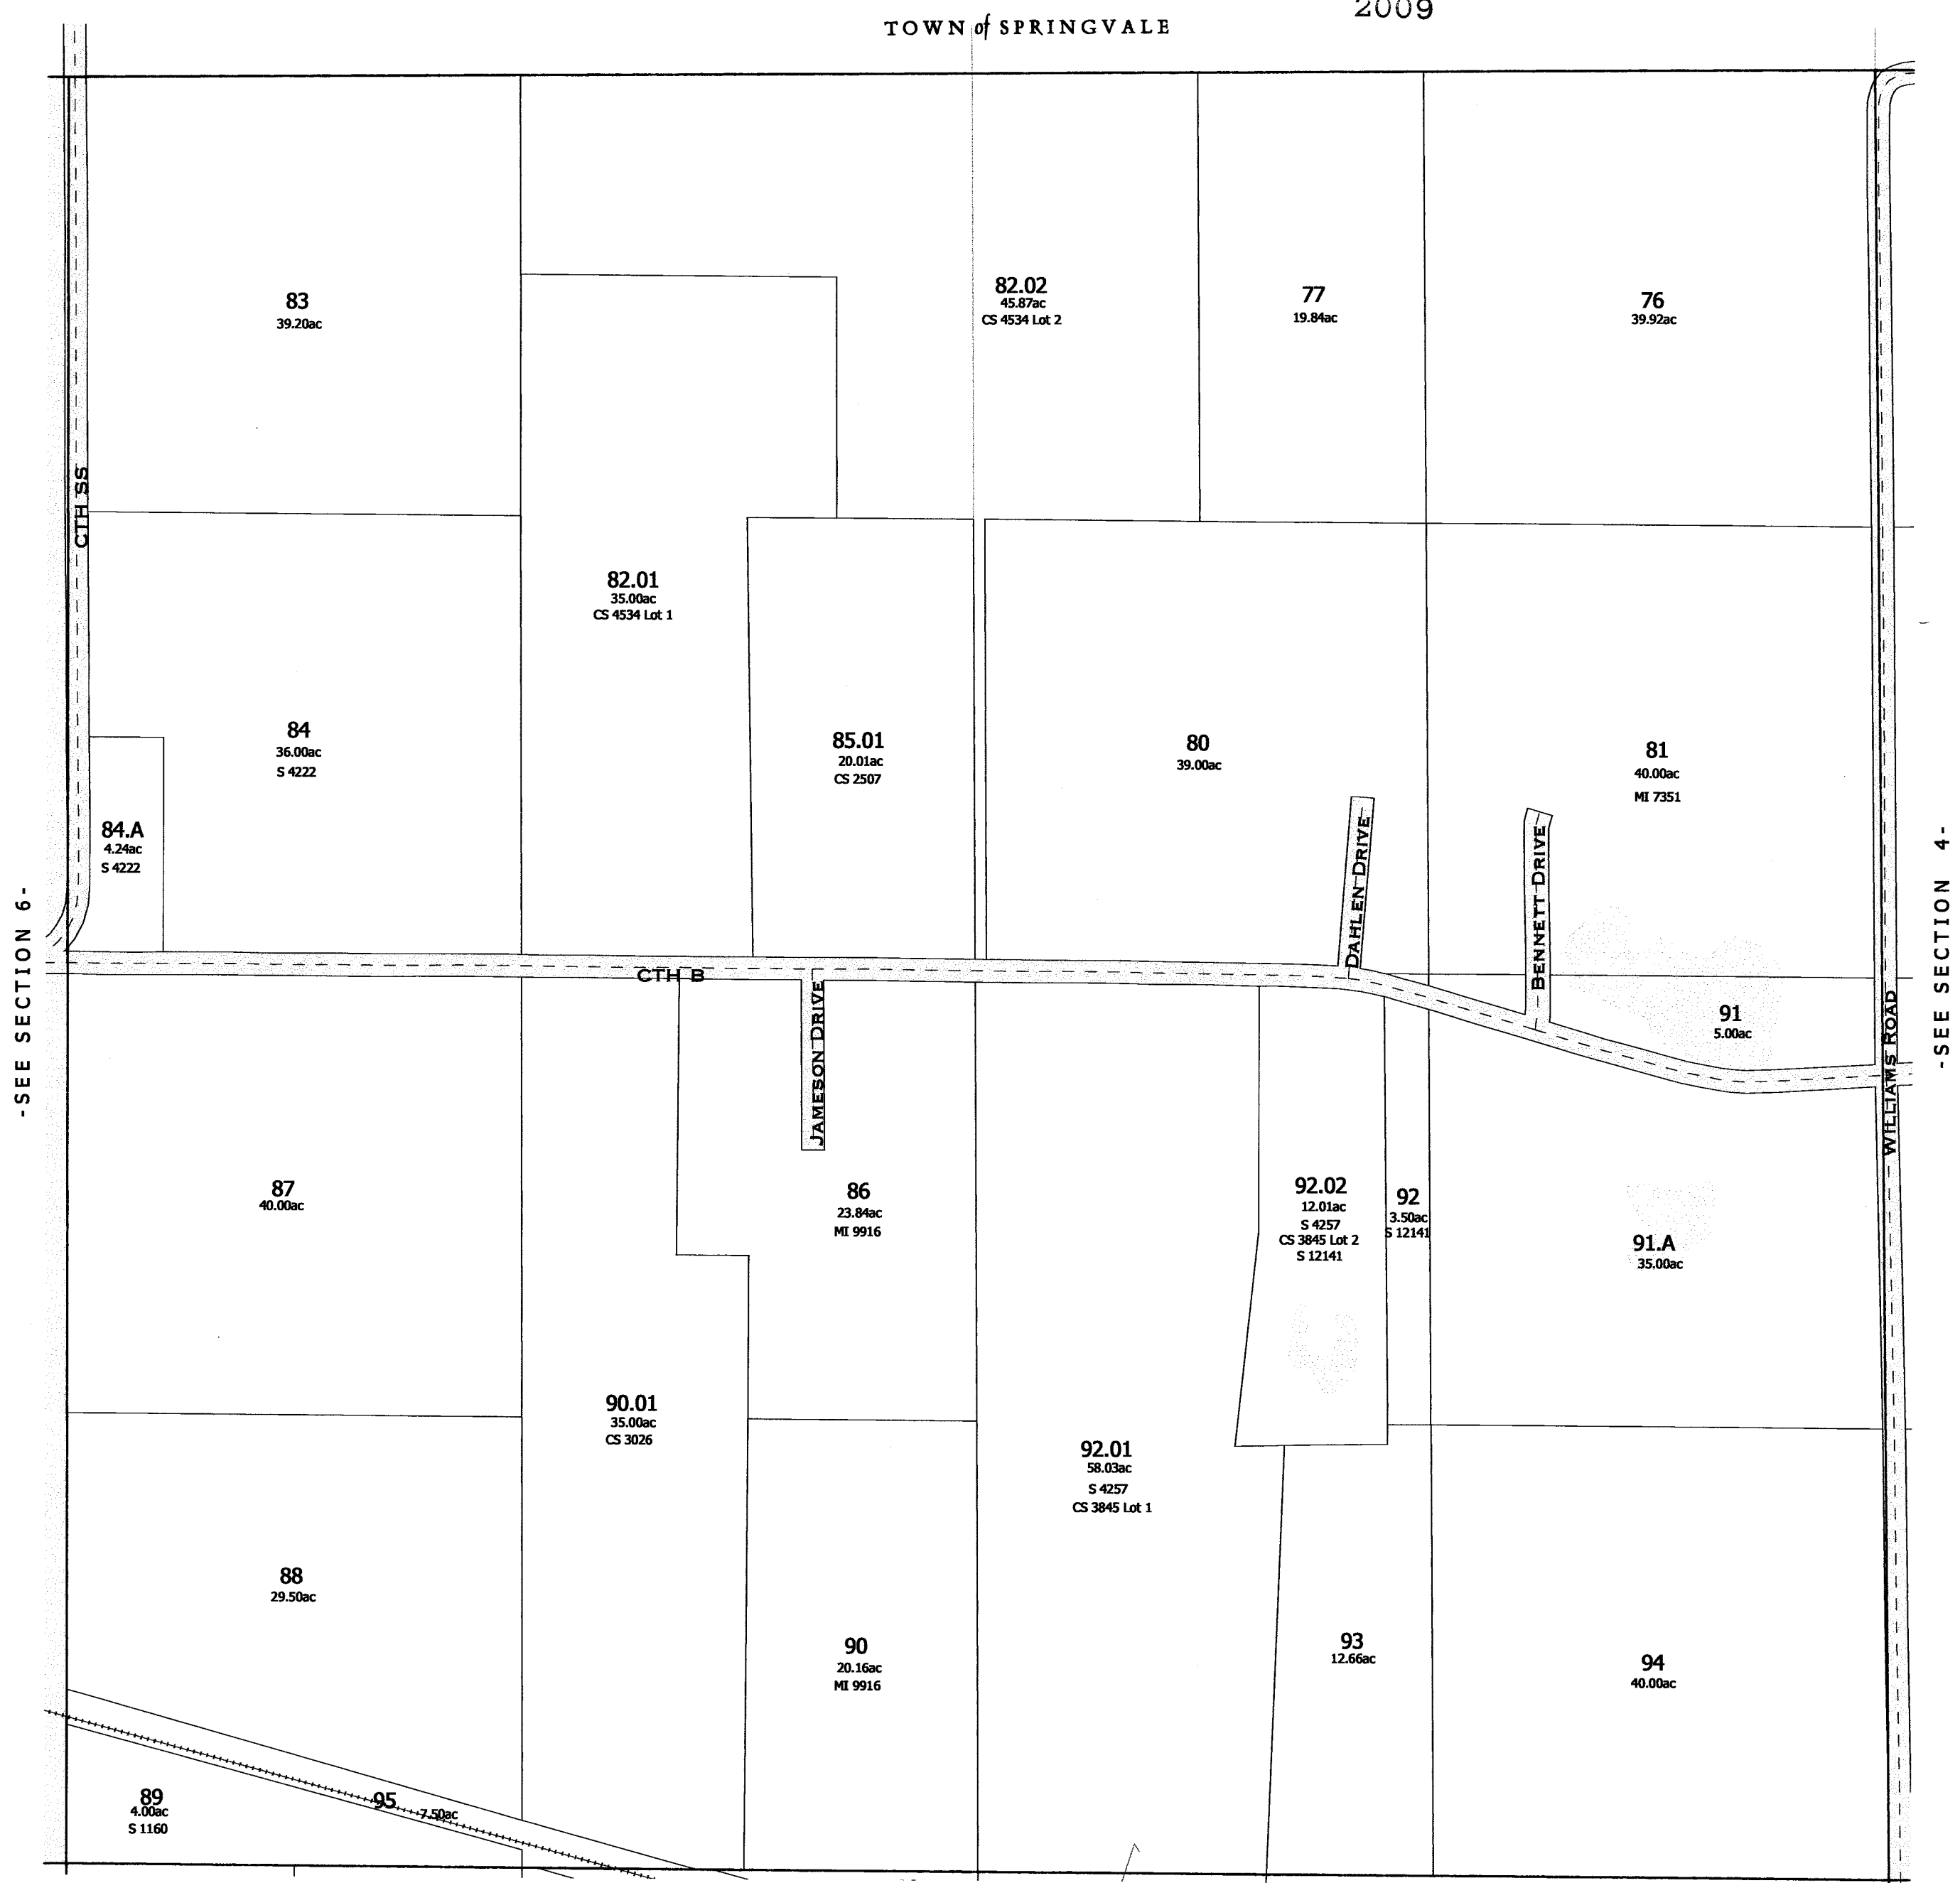 2009
TOWN of SPRINGVALE
83
39.20ac
82.02
45.87ac
CS 4534 Lot 2
77
19.84ac
76
39.92ac
CTH SS
82.01
35.00ac
CS 4534 Lot 1
84
36.00ac
S 4222
85.01
20.01ac
CS 2507
80
39.00ac
81
40.00ac
MI 7351
84.A
4.24ac
S 4222
DAHLEN DRIVE
BENNETT DRIVE
-SEE SECTION 6-
-SEE SECTION 4-
CTH B
JAMESON DRIVE
91
5.00ac
WILLIAMS ROAD
87
40.00ac
86
23.84ac
MI 9916
92.02
12.01ac
S 4257
CS 3845 Lot 2
S 12141
92
3.50ac
S 12141
91.A
35.00ac
90.01
35.00ac
CS 3026
92.01
58.03ac
S 4257
CS 3845 Lot 1
88
29.50ac
90
20.16ac
MI 9916
93
12.66ac
94
40.00ac
89
4.00ac
S 1160
95
7.50ac